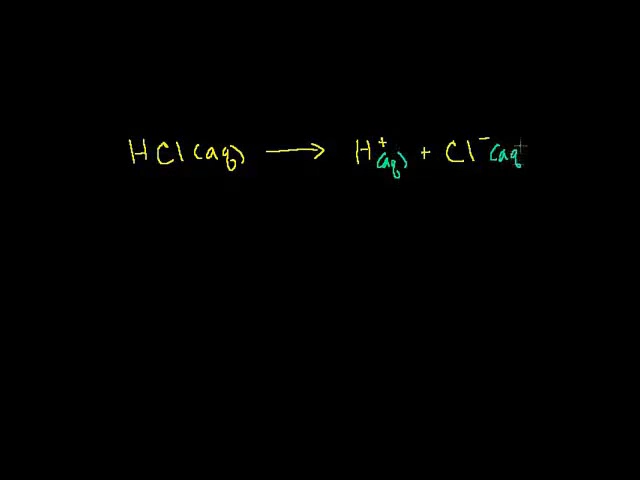 HCl(aq) → H⁺(aq) + Cl⁻(aq